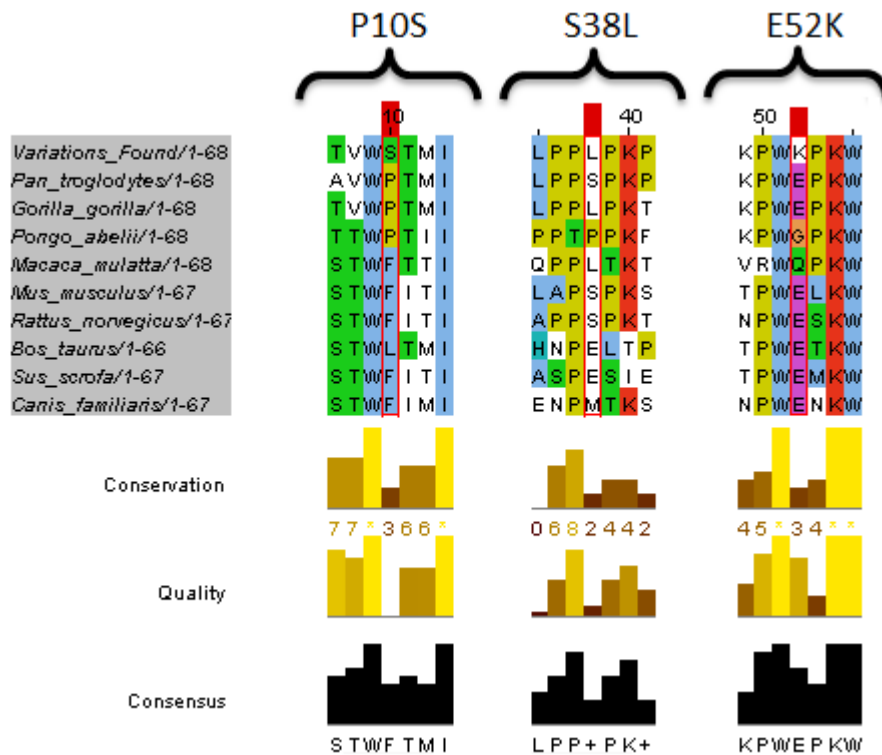 P10S S38L E52K
10 40 50
Variations_Found/1-68 TVWSTMI LPPLPKP KPWKPKW
Pan_troglodytes/1-68 AVWPTMI LPPSPKP KPWEPKW
Gorilla_gorilla/1-68 TVWPTMI LPPLPKT KPWEPKW
Pongo_abelii/1-68 TTWPTII PPTPPKF KPWGPKW
Macaca_mulatta/1-68 STWFTTI QPPLTKT VRWQPKW
Mus_musculus/1-67 STWFITI LAPSPKS TPWELKW
Rattus_norvegicus/1-67 STWFITI APPSPKT NPWESKW
Bos_taurus/1-66 STWLTMI HNPELTP TPWETKW
Sus_scrofa/1-67 STWFITI ASPESIE TPWEMKW
Canis_familiaris/1-67 STWFIMI ENPMTKS NPWENKW
Conservation
77*366* 0682442 45*34**
Quality
Consensus
STWFTMI LPP+PK+ KPWEPKW